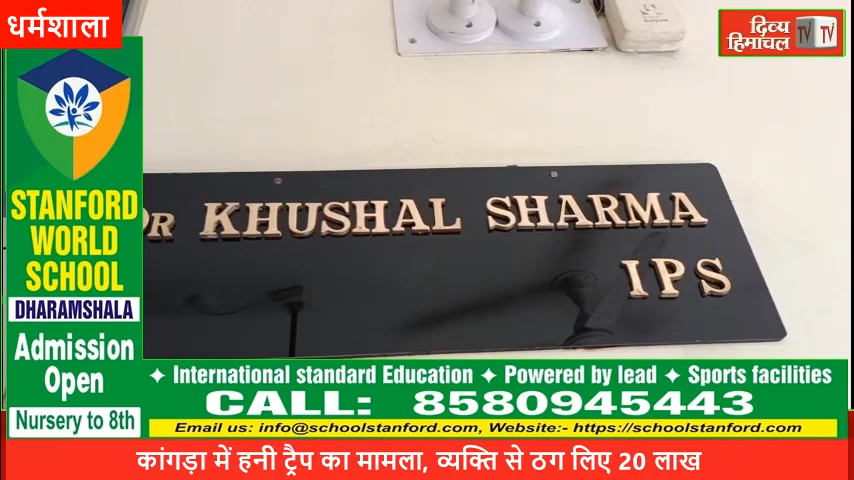 धर्मशाला
दिव्य
हिमाचल
TV TV
STANFORD
WORLD
SCHOOL
DHARAMSHALA
Admission
Open
Nursery to 8th
DR KHUSHAL SHARMA
IPS
✦ International standard Education ✦ Powered by lead ✦ Sports facilities
CALL: 8580945443
Email us: info@schoolstanford.com, Website:- https://schoolstanford.com
कांगड़ा में हनी ट्रैप का मामला, व्यक्ति से ठग लिए 20 लाख